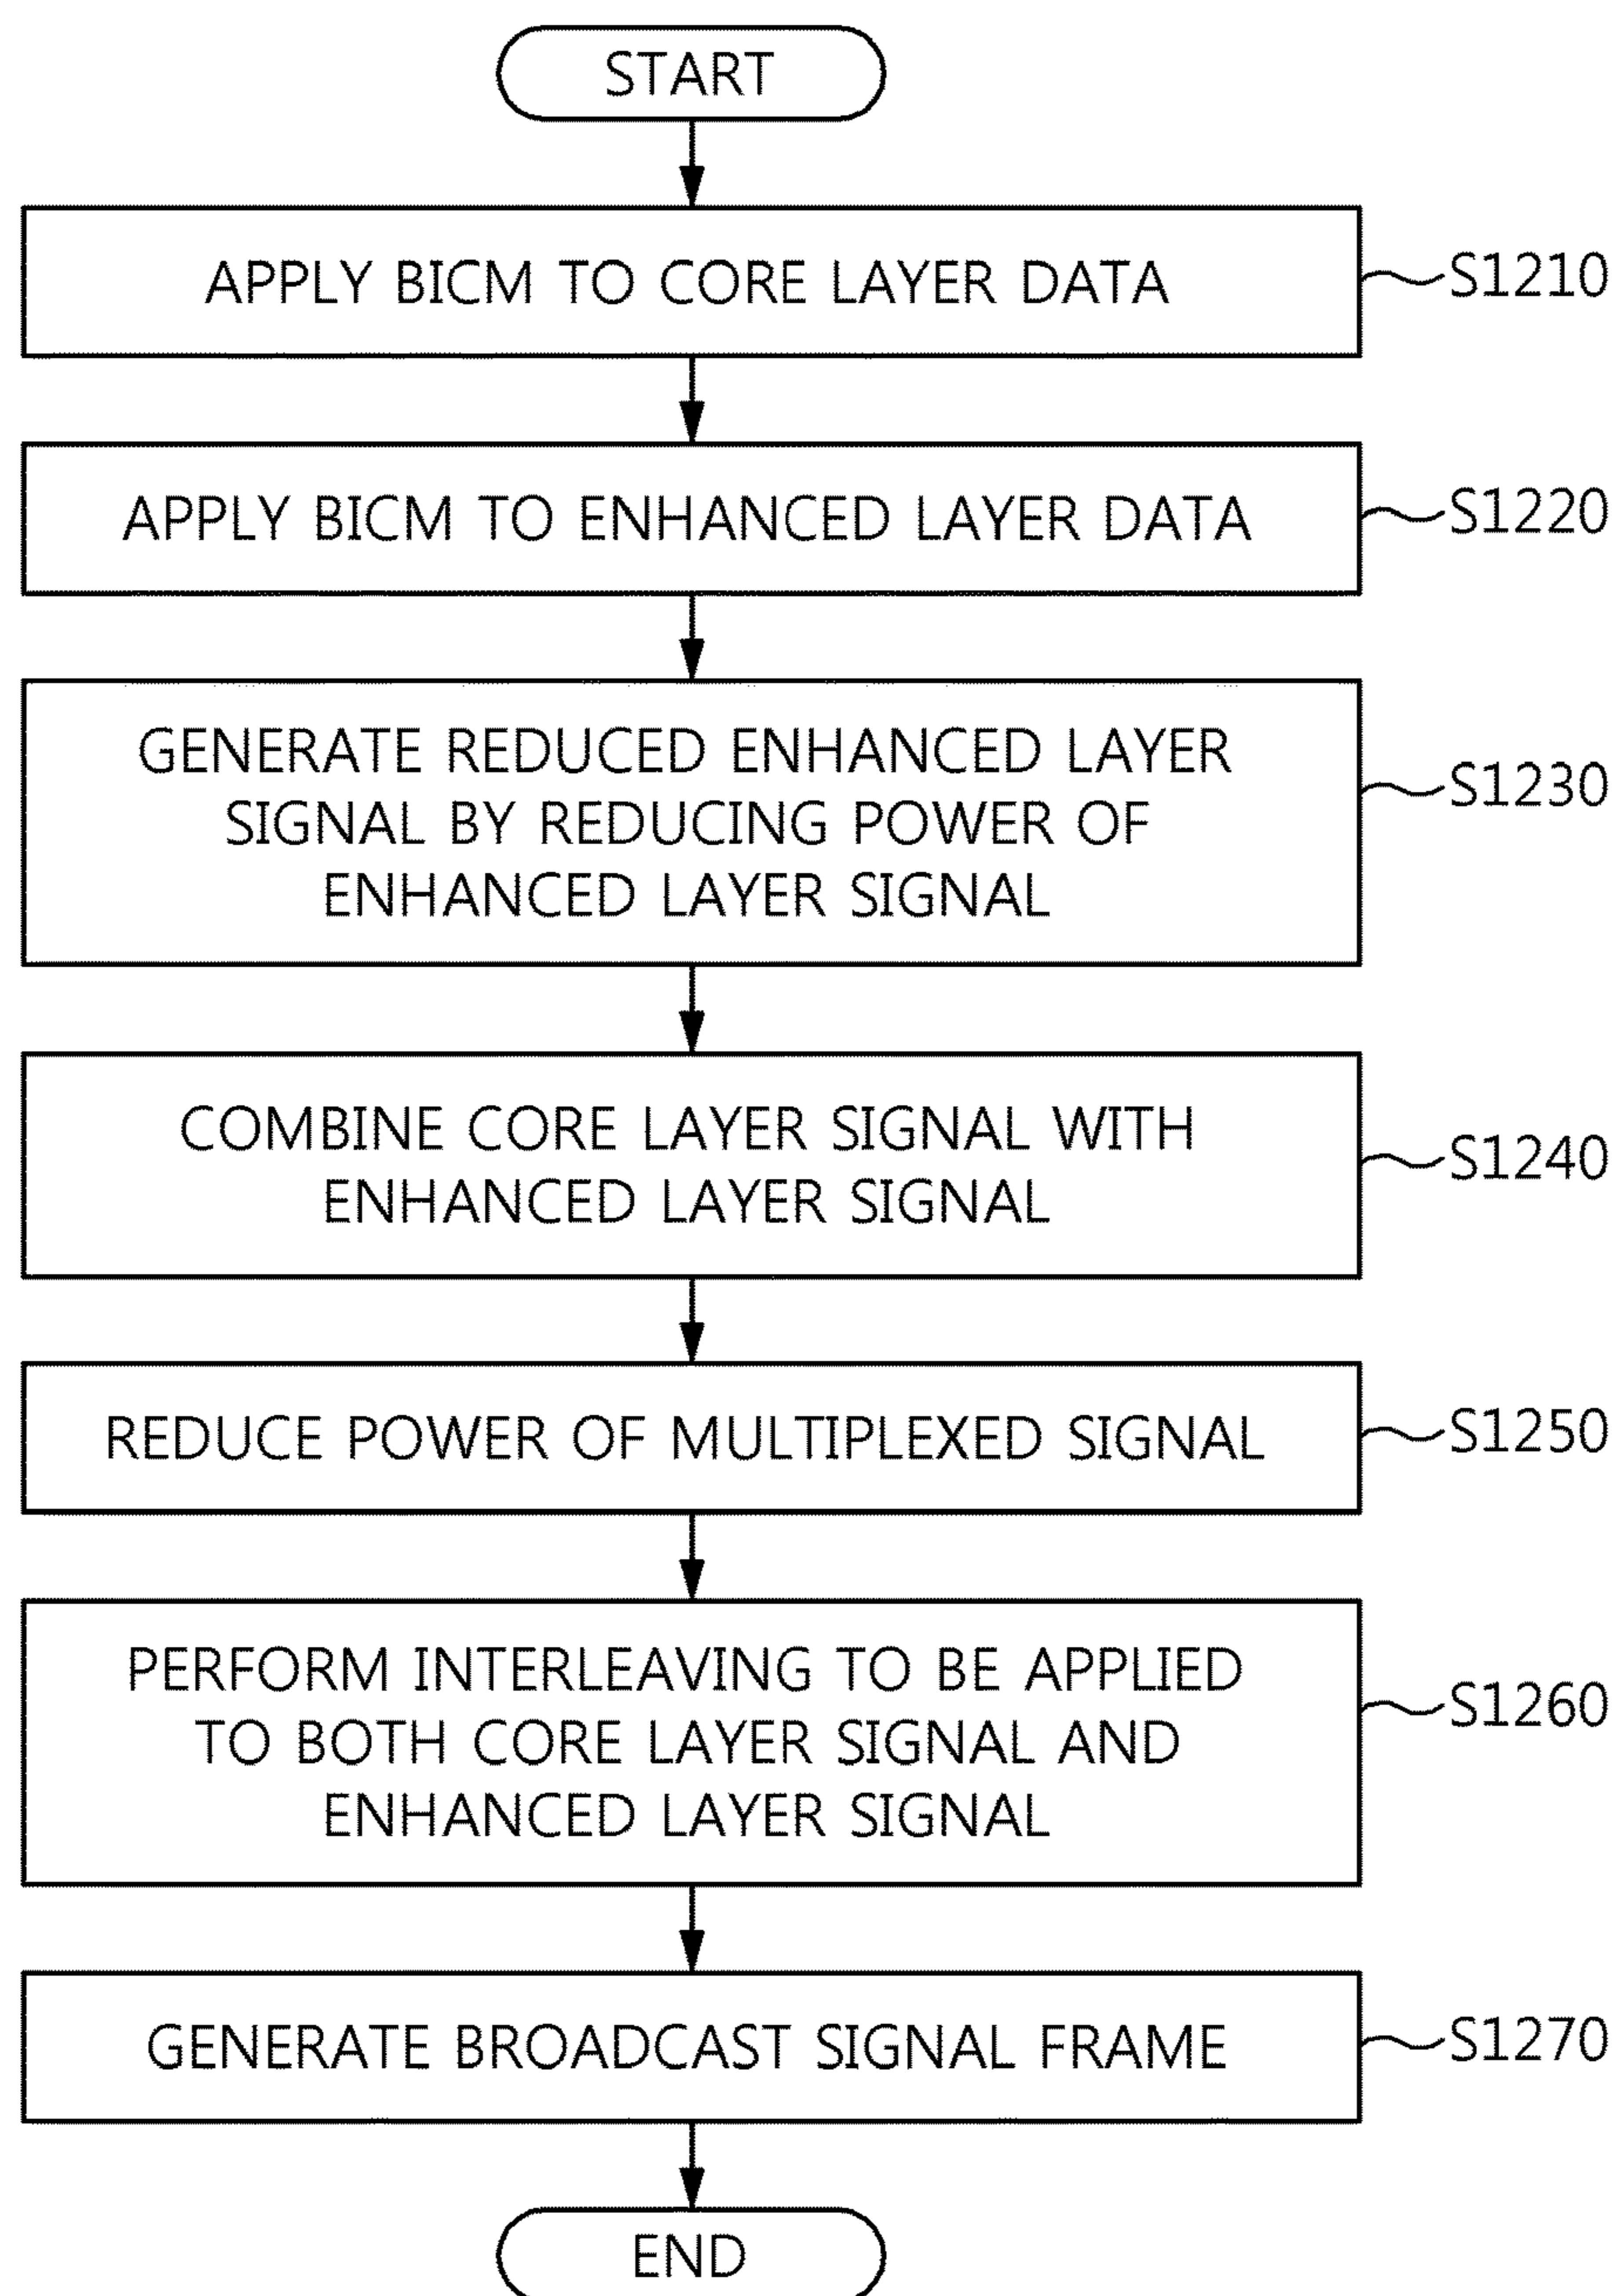 START
APPLY BICM TO CORE LAYER DATA
S1210
APPLY BICM TO ENHANCED LAYER DATA
S1220
GENERATE REDUCED ENHANCED LAYER
SIGNAL BY REDUCING POWER OF
ENHANCED LAYER SIGNAL
S1230
COMBINE CORE LAYER SIGNAL WITH
ENHANCED LAYER SIGNAL
S1240
REDUCE POWER OF MULTIPLEXED SIGNAL
S1250
PERFORM INTERLEAVING TO BE APPLIED
TO BOTH CORE LAYER SIGNAL AND
ENHANCED LAYER SIGNAL
S1260
GENERATE BROADCAST SIGNAL FRAME
S1270
END